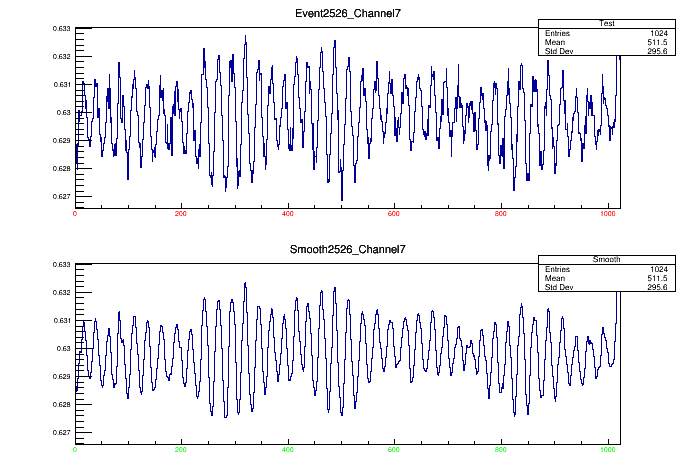 Event2526_Channel7
Test
Entries 1024
Mean 511.5
Std Dev 295.6
0.633
0.632
0.631
0.63
0.629
0.628
0.627
0 200 400 600 800 1000
Smooth2526_Channel7
Smooth
Entries 1024
Mean 511.5
Std Dev 295.6
0.633
0.632
0.631
0.63
0.629
0.628
0.627
0 200 400 600 800 1000